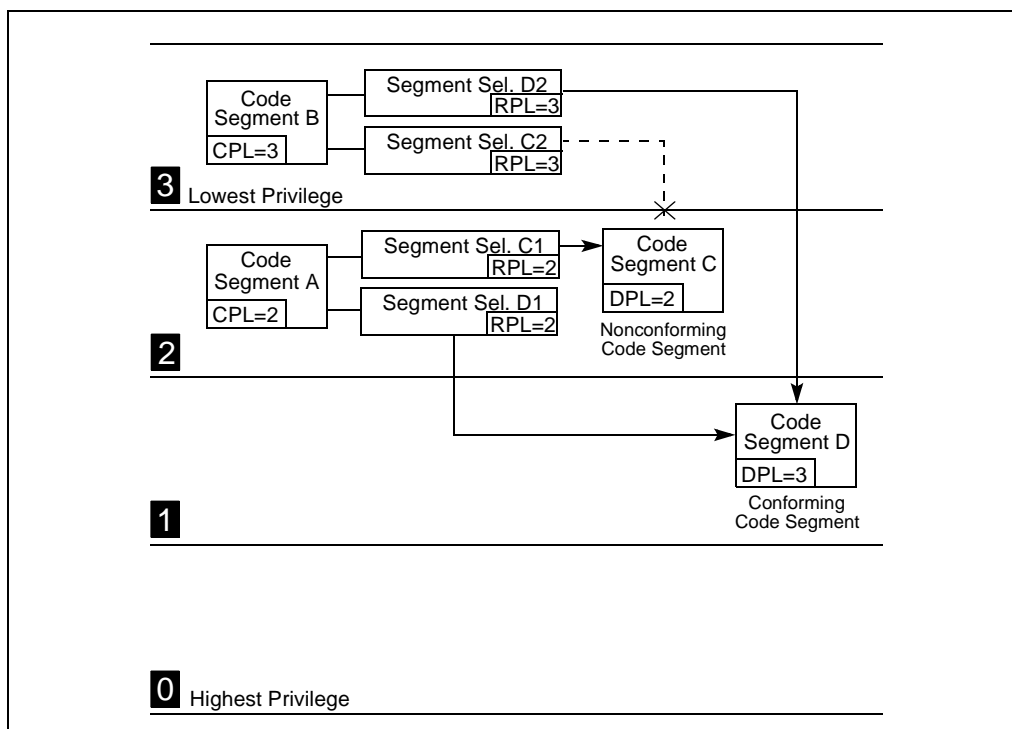 Code
Segment B
CPL=3
Segment Sel. D2
RPL=3
Segment Sel. C2
RPL=3
3 Lowest Privilege
Code
Segment A
CPL=2
Segment Sel. C1
RPL=2
Segment Sel. D1
RPL=2
Code
Segment C
DPL=2
Nonconforming
Code Segment
2
Code
Segment D
DPL=3
Conforming
Code Segment
1
0 Highest Privilege